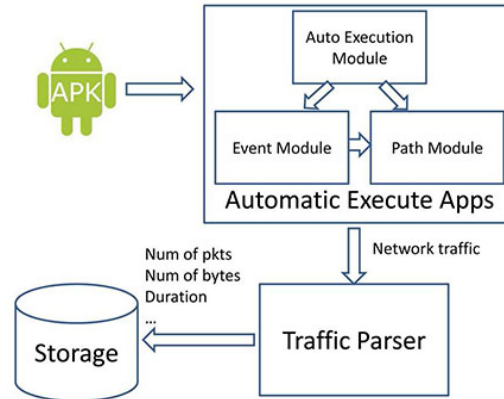 APK
Auto Execution
Module
Event Module
Path Module
Automatic Execute Apps
Network traffic
Num of pkts
Num of bytes
Duration
...
Storage
Traffic Parser